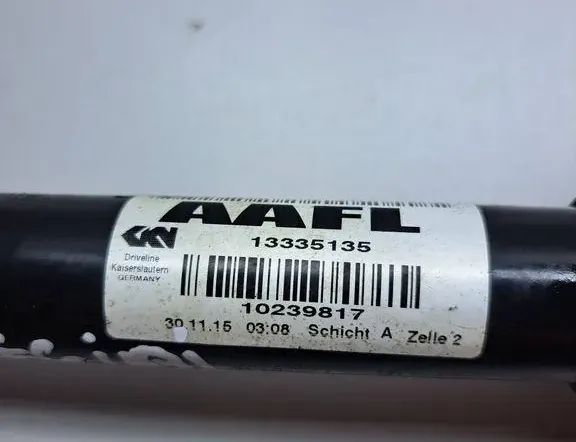 AAFL
13335135
GKN
Driveline
Kaiserslautern
GERMANY
10239817
30.11.15 03:08 Schicht A Zelle 2